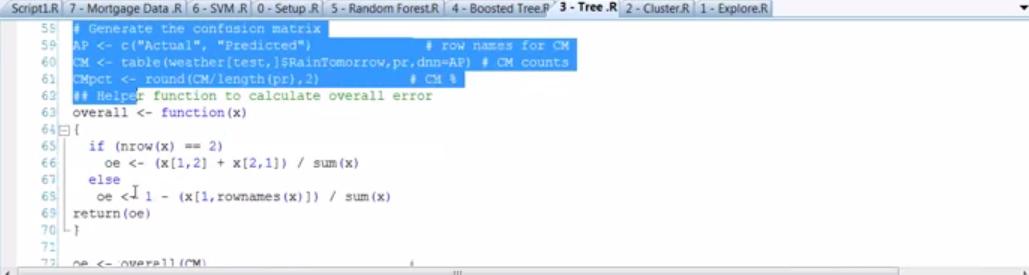 Script1.R 7 - Mortgage Data .R 6 - SVM .R 0 - Setup .R 5 - Random Forest.R 4 - Boosted Tree.R 3 - Tree .R 2 - Cluster.R 1 - Explore.R
58 # Generate the confusion matrix
59 AP <- c("Actual", "Predicted") # row names for CM
60 CM <- table(weather[test,]$RainTomorrow,pr,dnn=AP) # CM counts
61 CMpct <- round(CM/length(pr),2) # CM %
62 ## Helper function to calculate overall error
63 overall <- function(x)
64 {
65 if (nrow(x) == 2)
66 oe <- (x[1,2] + x[2,1]) / sum(x)
67 else
68 oe <- 1 - (x[1,rownames(x)]) / sum(x)
69 return(oe)
70 }
71
72 oe <- overall(CM) #